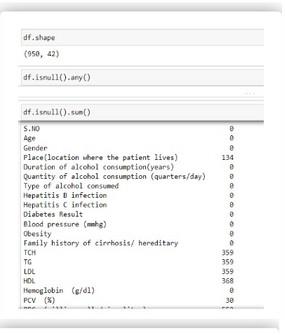 df.shape
(950, 42)
df.isnull().any()
...
df.isnull().sum()
S.NO 0
Age 0
Gender 0
Place(location where the patient lives) 134
Duration of alcohol consumption(years) 0
Quantity of alcohol consumption (quarters/day) 0
Type of alcohol consumed 0
Hepatitis B infection 0
Hepatitis C infection 0
Diabetes Result 0
Blood pressure (mmhg) 0
Obesity 0
Family history of cirrhosis/ hereditary 0
TCH 359
TG 359
LDL 359
HDL 368
Hemoglobin (g/dl) 0
PCV (%) 30